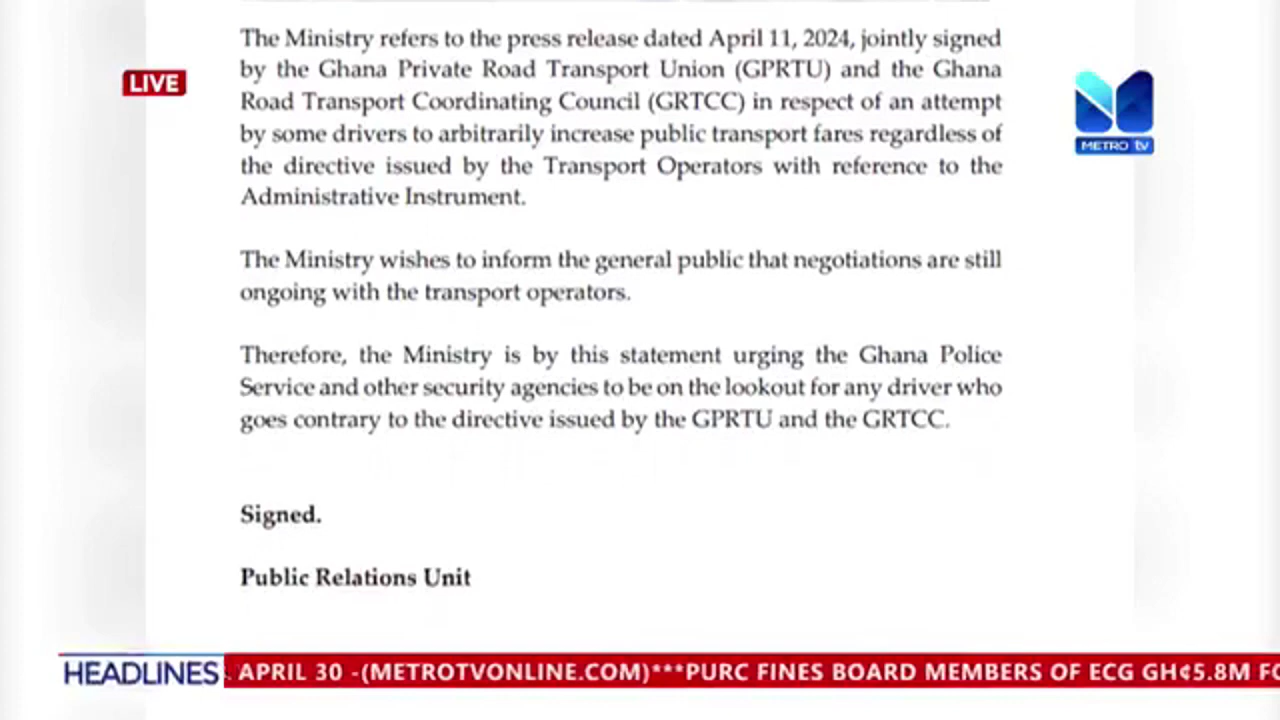 The Ministry refers to the press release dated April 11, 2024, jointly signed
by the Ghana Private Road Transport Union (GPRTU) and the Ghana
Road Transport Coordinating Council (GRTCC) in respect of an attempt
by some drivers to arbitrarily increase public transport fares regardless of
the directive issued by the Transport Operators with reference to the
Administrative Instrument.
The Ministry wishes to inform the general public that negotiations are still
ongoing with the transport operators.
Therefore, the Ministry is by this statement urging the Ghana Police
Service and other security agencies to be on the lookout for any driver who
goes contrary to the directive issued by the GPRTU and the GRTCC.
Signed.
Public Relations Unit
LIVE
METRO tv
HEADLINES
APRIL 30 -(METROTVONLINE.COM)***PURC FINES BOARD MEMBERS OF ECG GH¢5.8M